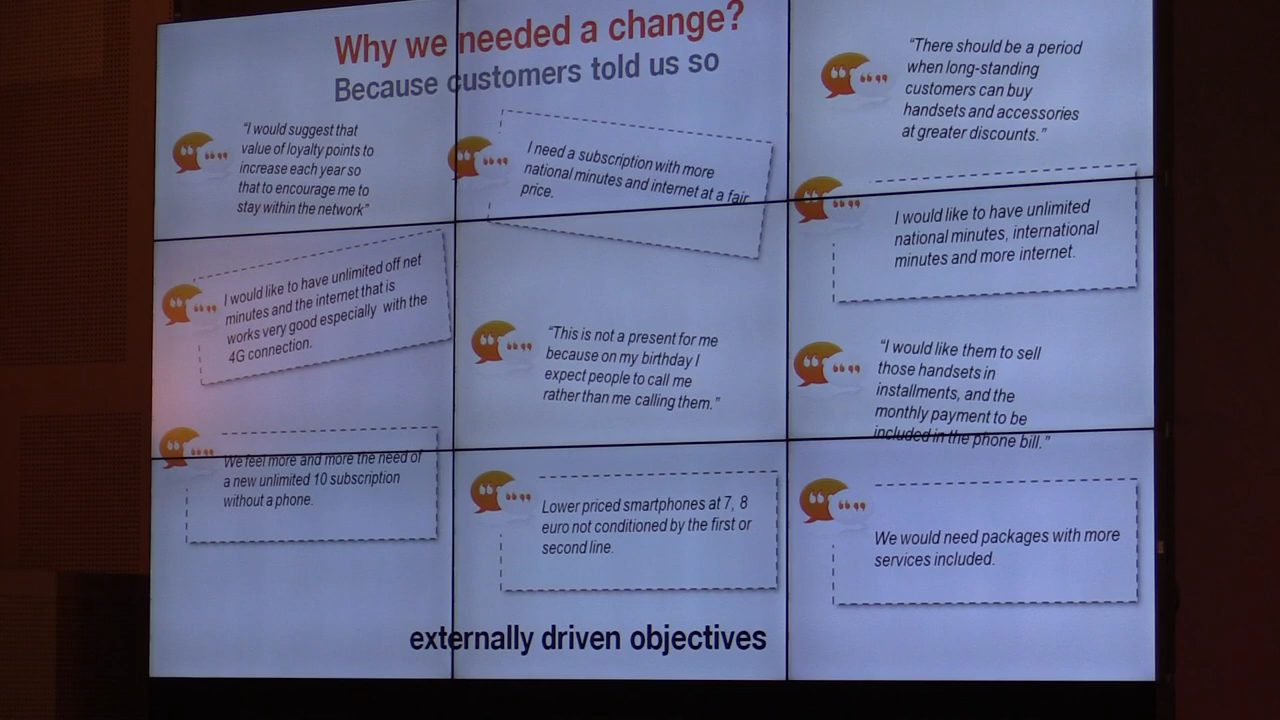 Why we needed a change?
Because customers told us so
“I would suggest that
value of loyalty points to
increase each year so
that to encourage me to
stay within the network”
I need a subscription with more
national minutes and internet at a fair
price.
“There should be a period
when long-standing
customers can buy
handsets and accessories
at greater discounts.”
I would like to have unlimited off net
minutes and the internet that is
works very good especially with the
4G connection.
“This is not a present for me
because on my birthday I
expect people to call me
rather than me calling them.”
I would like to have unlimited
national minutes, international
minutes and more internet.
“I would like them to sell
those handsets in
installments, and the
monthly payment to be
included in the phone bill.”
We feel more and more the need of
a new unlimited 10 subscription
without a phone.
Lower priced smartphones at 7, 8
euro not conditioned by the first or
second line.
We would need packages with more
services included.
externally driven objectives